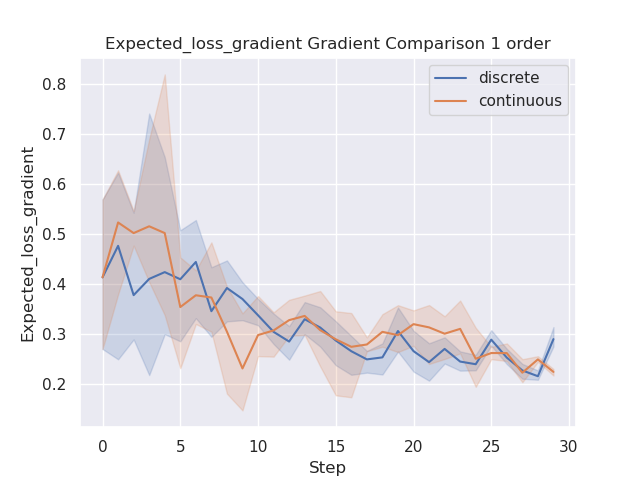 Expected_loss_gradient Gradient Comparison 1 order
discrete
continuous
Expected_loss_gradient
0.8
0.7
0.6
0.5
0.4
0.3
0.2
0 5 10 15 20 25 30
Step